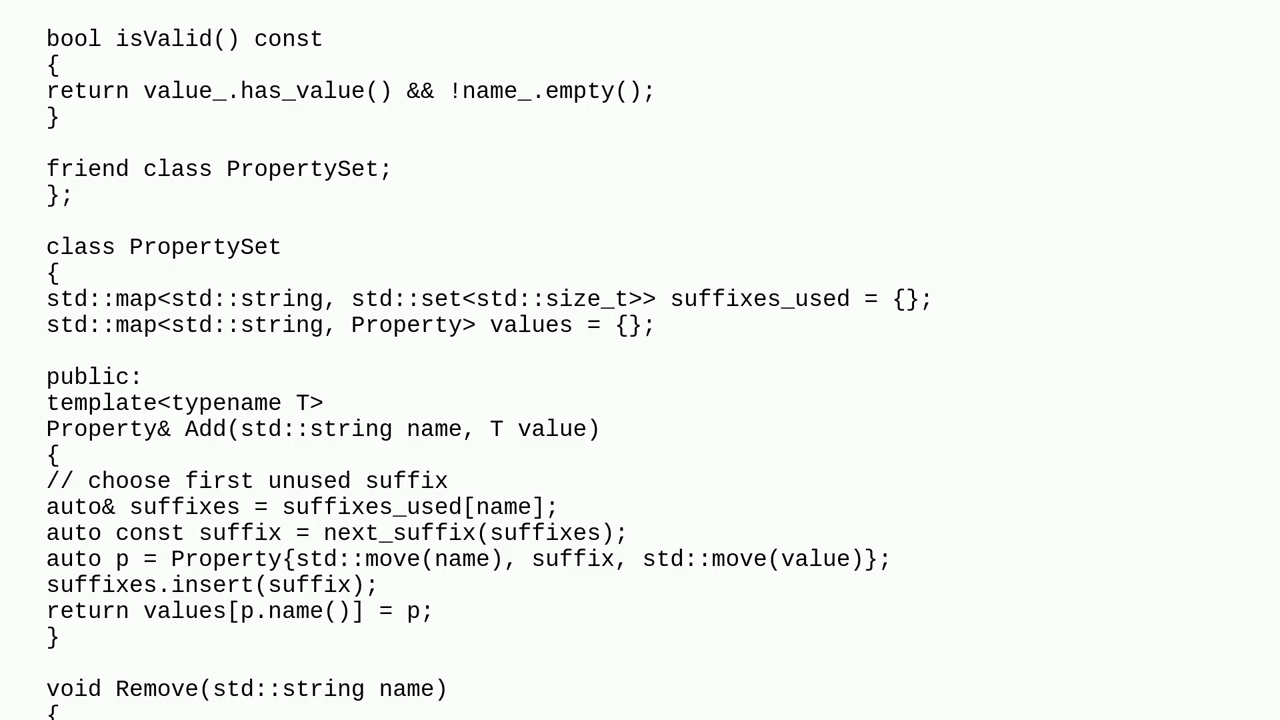 bool isValid() const
{
return value_.has_value() && !name_.empty();
}
friend class PropertySet;
};
class PropertySet
{
std::map<std::string, std::set<std::size_t>> suffixes_used = {};
std::map<std::string, Property> values = {};
public:
template<typename T>
Property& Add(std::string name, T value)
{
// choose first unused suffix
auto& suffixes = suffixes_used[name];
auto const suffix = next_suffix(suffixes);
auto p = Property{std::move(name), suffix, std::move(value)};
suffixes.insert(suffix);
return values[p.name()] = p;
}
void Remove(std::string name)
{